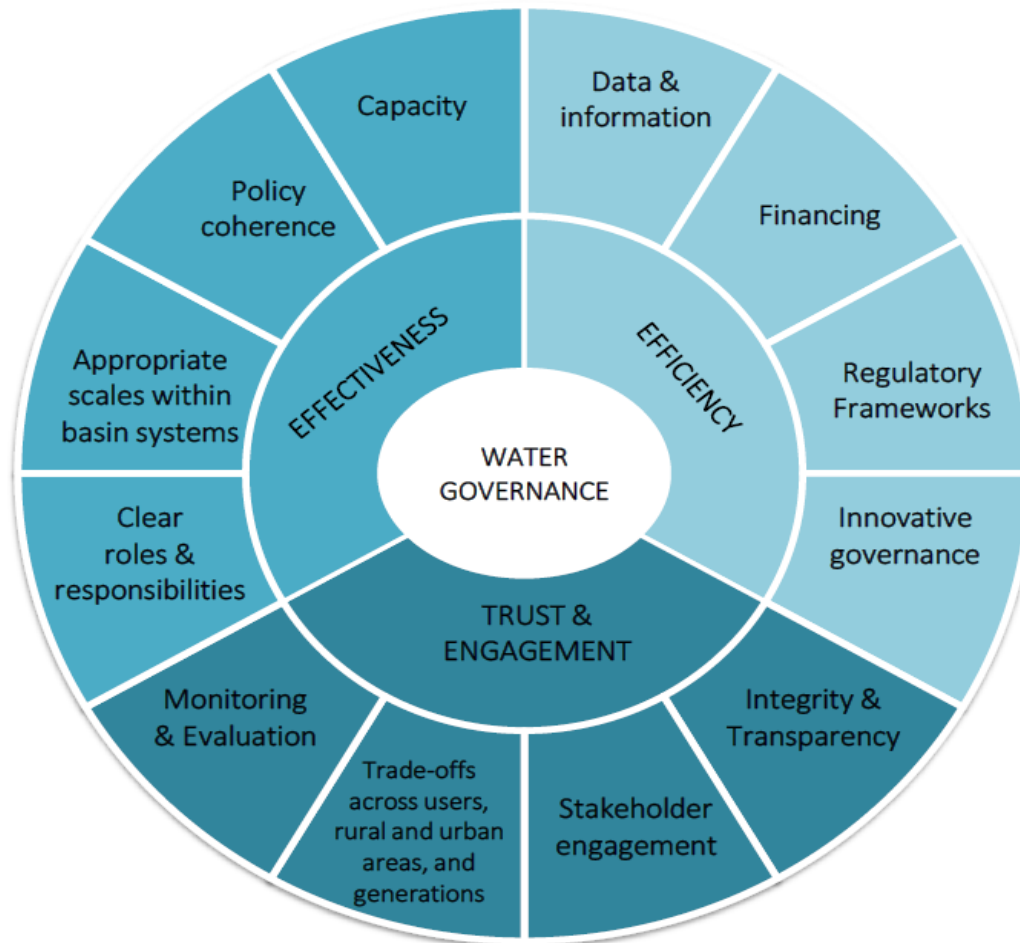 Capacity
Data &
information
Policy
coherence
Financing
Appropriate
scales within
basin systems
EFFECTIVENESS
EFFICIENCY
Regulatory
Frameworks
WATER
GOVERNANCE
Clear
roles &
responsibilities
Innovative
governance
TRUST &
ENGAGEMENT
Monitoring
& Evaluation
Integrity &
Transparency
Trade-offs
across users,
rural and urban
areas, and
generations
Stakeholder
engagement